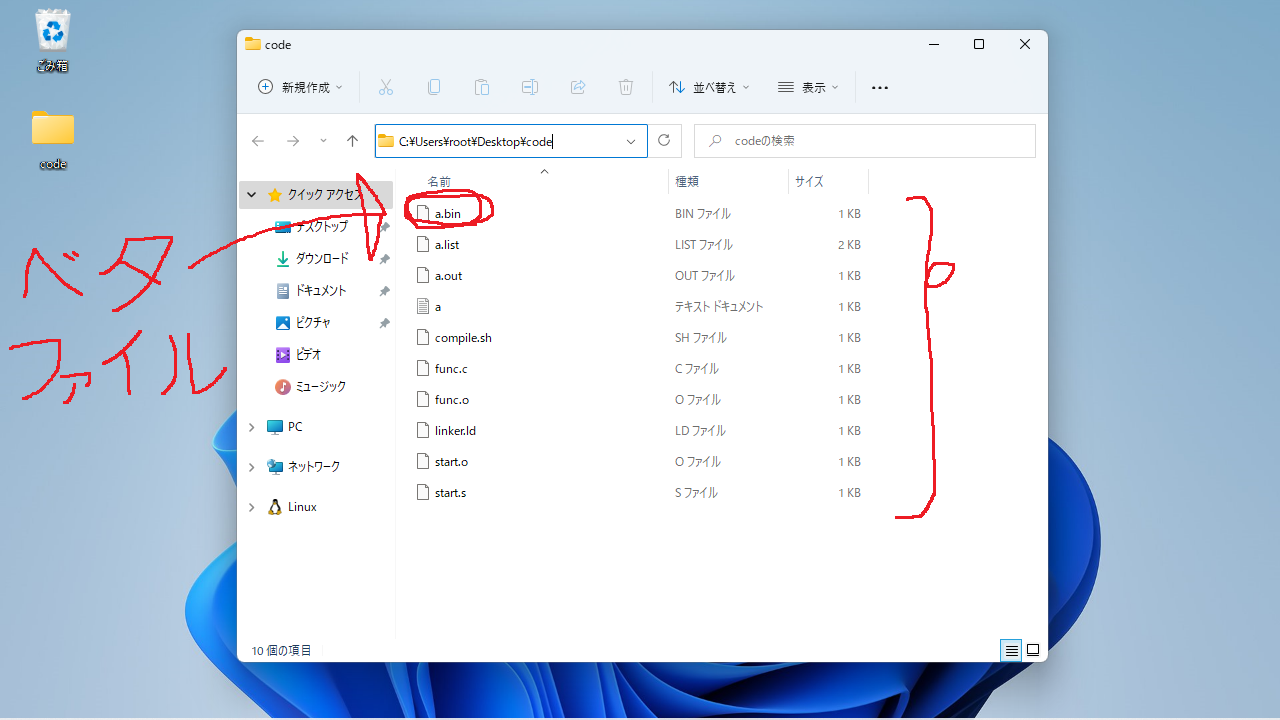 ごみ箱
code
code
新規作成
並べ替え
表示
C:¥Users¥root¥Desktop¥code
codeの検索
クイック アクセス
デスクトップ
ダウンロード
ドキュメント
ピクチャ
ビデオ
ミュージック
PC
ネットワーク
Linux
名前 種類 サイズ
a.bin BIN ファイル 1 KB
a.list LIST ファイル 2 KB
a.out OUT ファイル 1 KB
a テキスト ドキュメント 1 KB
compile.sh SH ファイル 1 KB
func.c C ファイル 1 KB
func.o O ファイル 1 KB
linker.ld LD ファイル 1 KB
start.o O ファイル 1 KB
start.s S ファイル 1 KB
10 個の項目
ベタ
ファイル